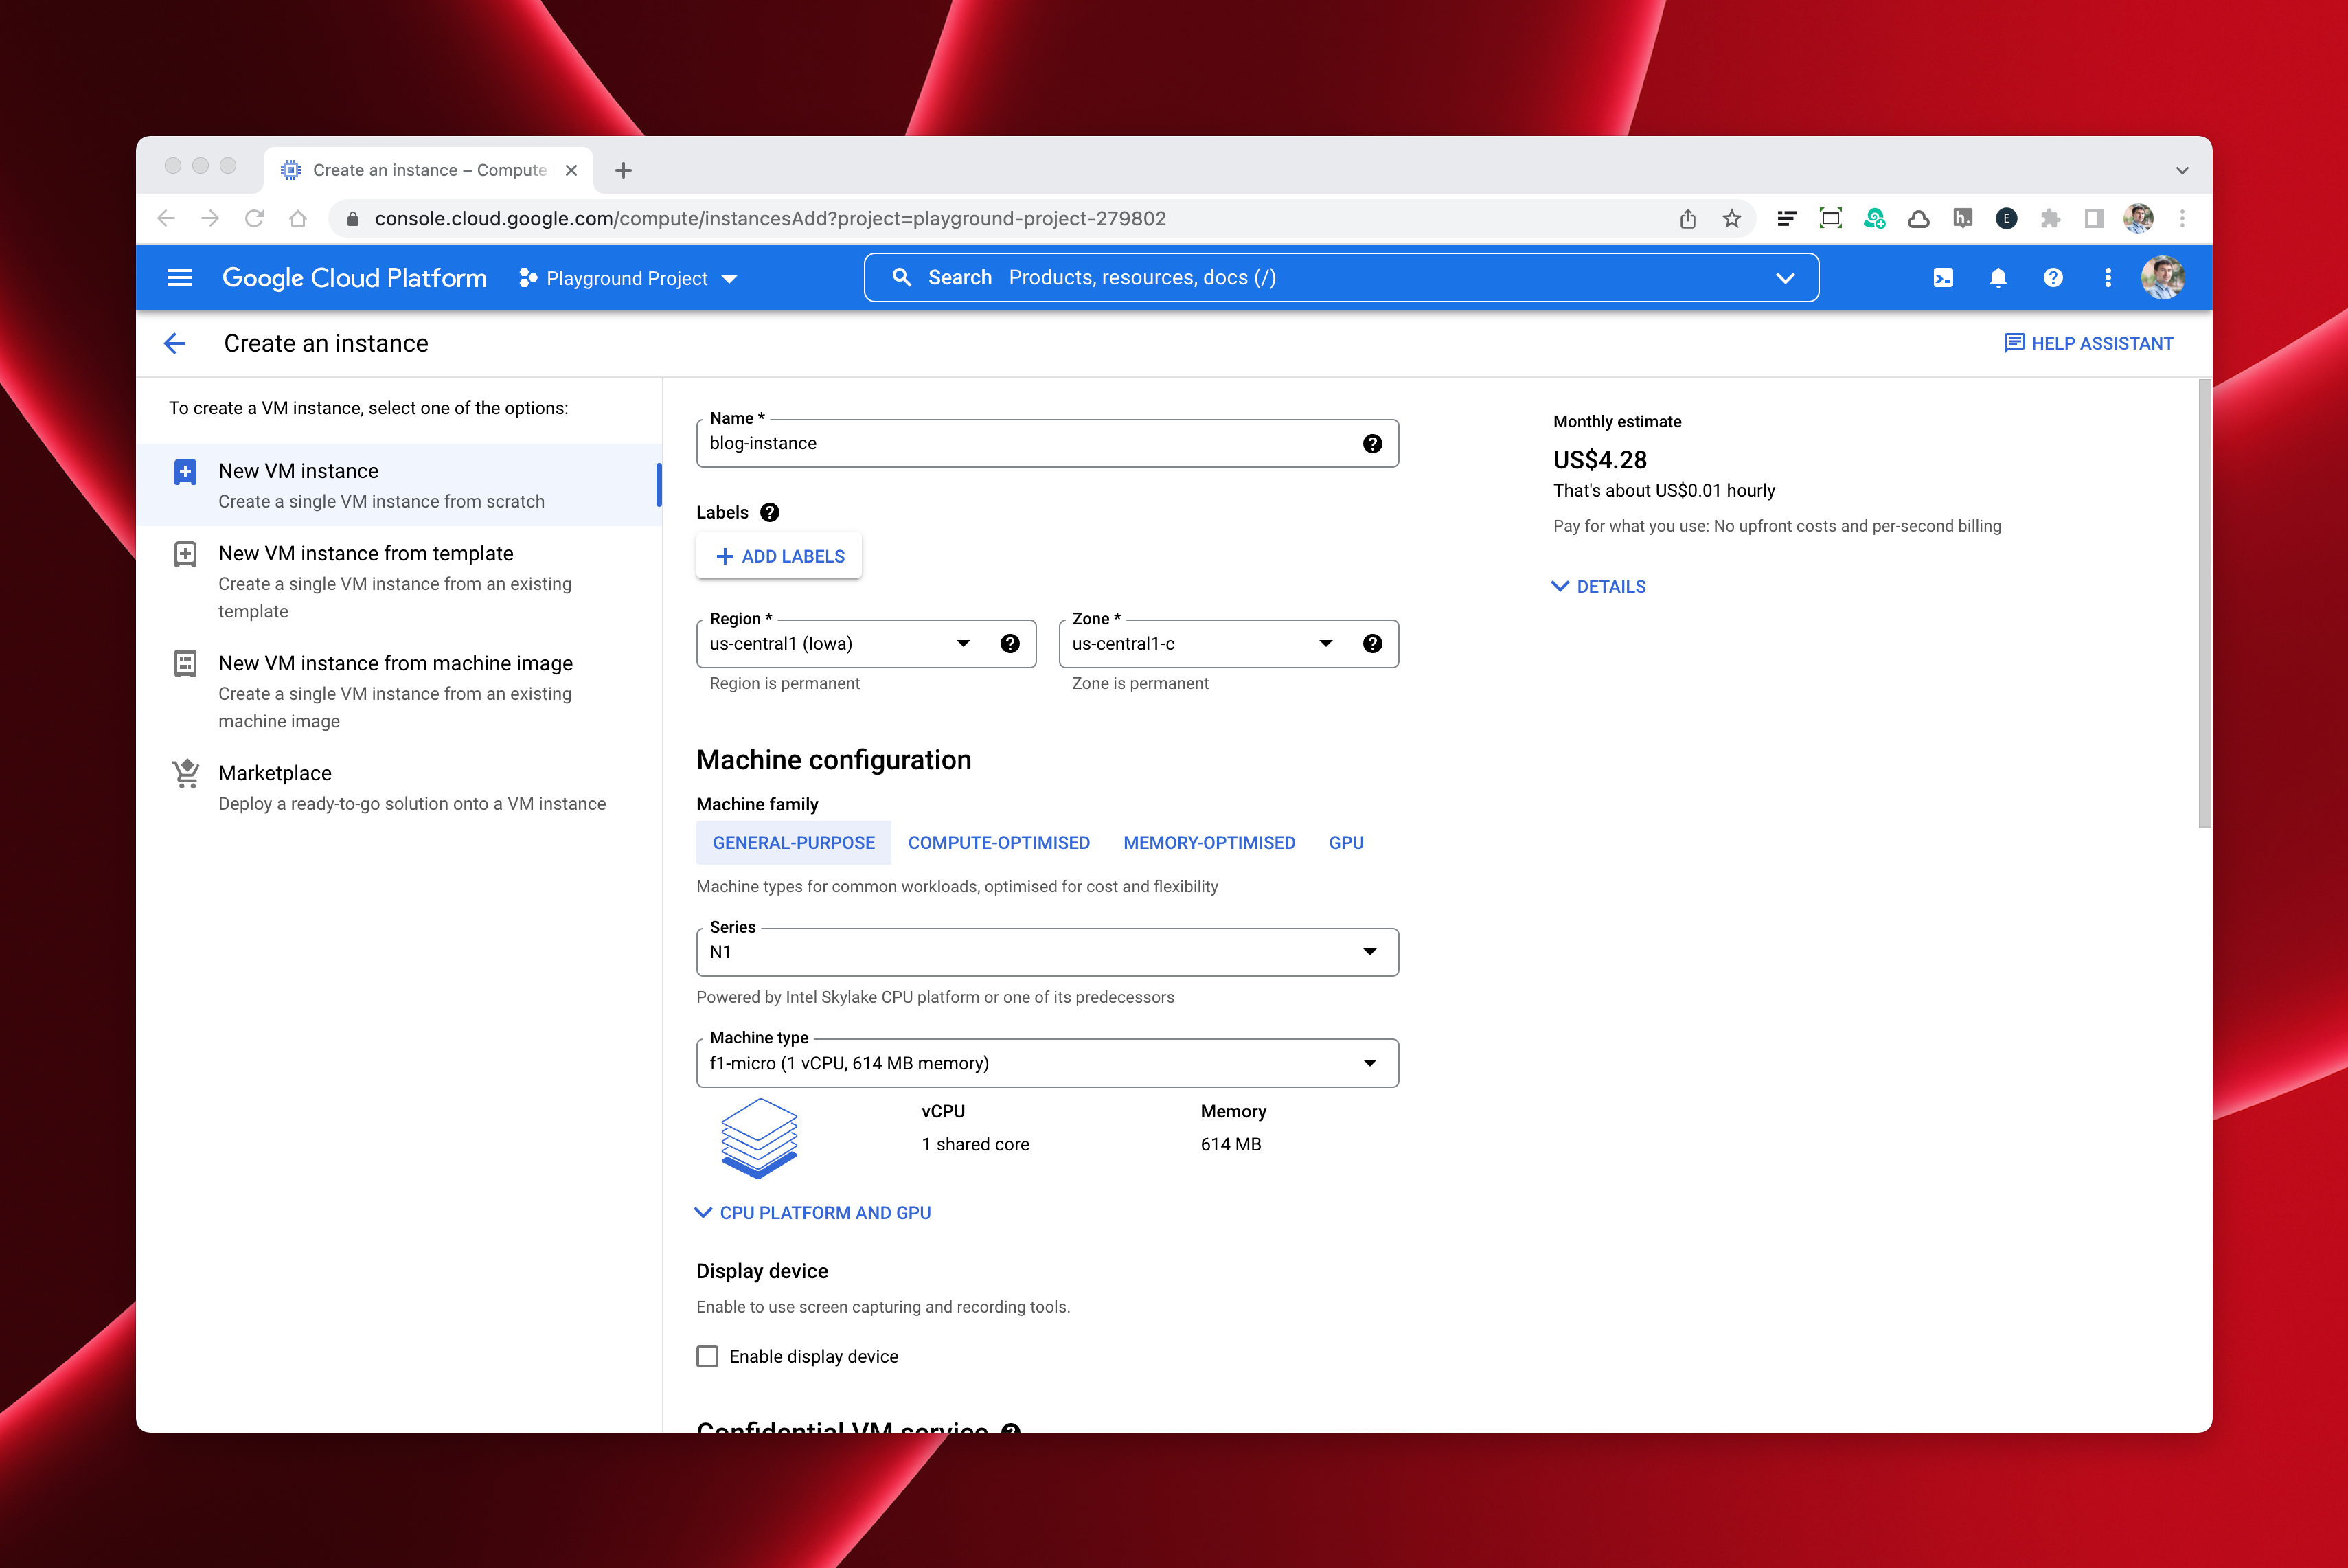 Create an instance – Compute
console.cloud.google.com/compute/instancesAdd?project=playground-project-279802
h.
E
Google Cloud Platform
Playground Project
Search Products, resources, docs (/)
Create an instance
HELP ASSISTANT
To create a VM instance, select one of the options:
New VM instance
Create a single VM instance from scratch
New VM instance from template
Create a single VM instance from an existing
template
New VM instance from machine image
Create a single VM instance from an existing
machine image
Marketplace
Deploy a ready-to-go solution onto a VM instance
Name *
blog-instance
Labels
ADD LABELS
Region *
us-central1 (Iowa)
Region is permanent
Zone *
us-central1-c
Zone is permanent
Machine configuration
Machine family
GENERAL-PURPOSE
COMPUTE-OPTIMISED
MEMORY-OPTIMISED
GPU
Machine types for common workloads, optimised for cost and flexibility
Series
N1
Powered by Intel Skylake CPU platform or one of its predecessors
Machine type
f1-micro (1 vCPU, 614 MB memory)
vCPU
1 shared core
Memory
614 MB
CPU PLATFORM AND GPU
Display device
Enable to use screen capturing and recording tools.
Enable display device
Confidential VM service
Monthly estimate
US$4.28
That's about US$0.01 hourly
Pay for what you use: No upfront costs and per-second billing
DETAILS